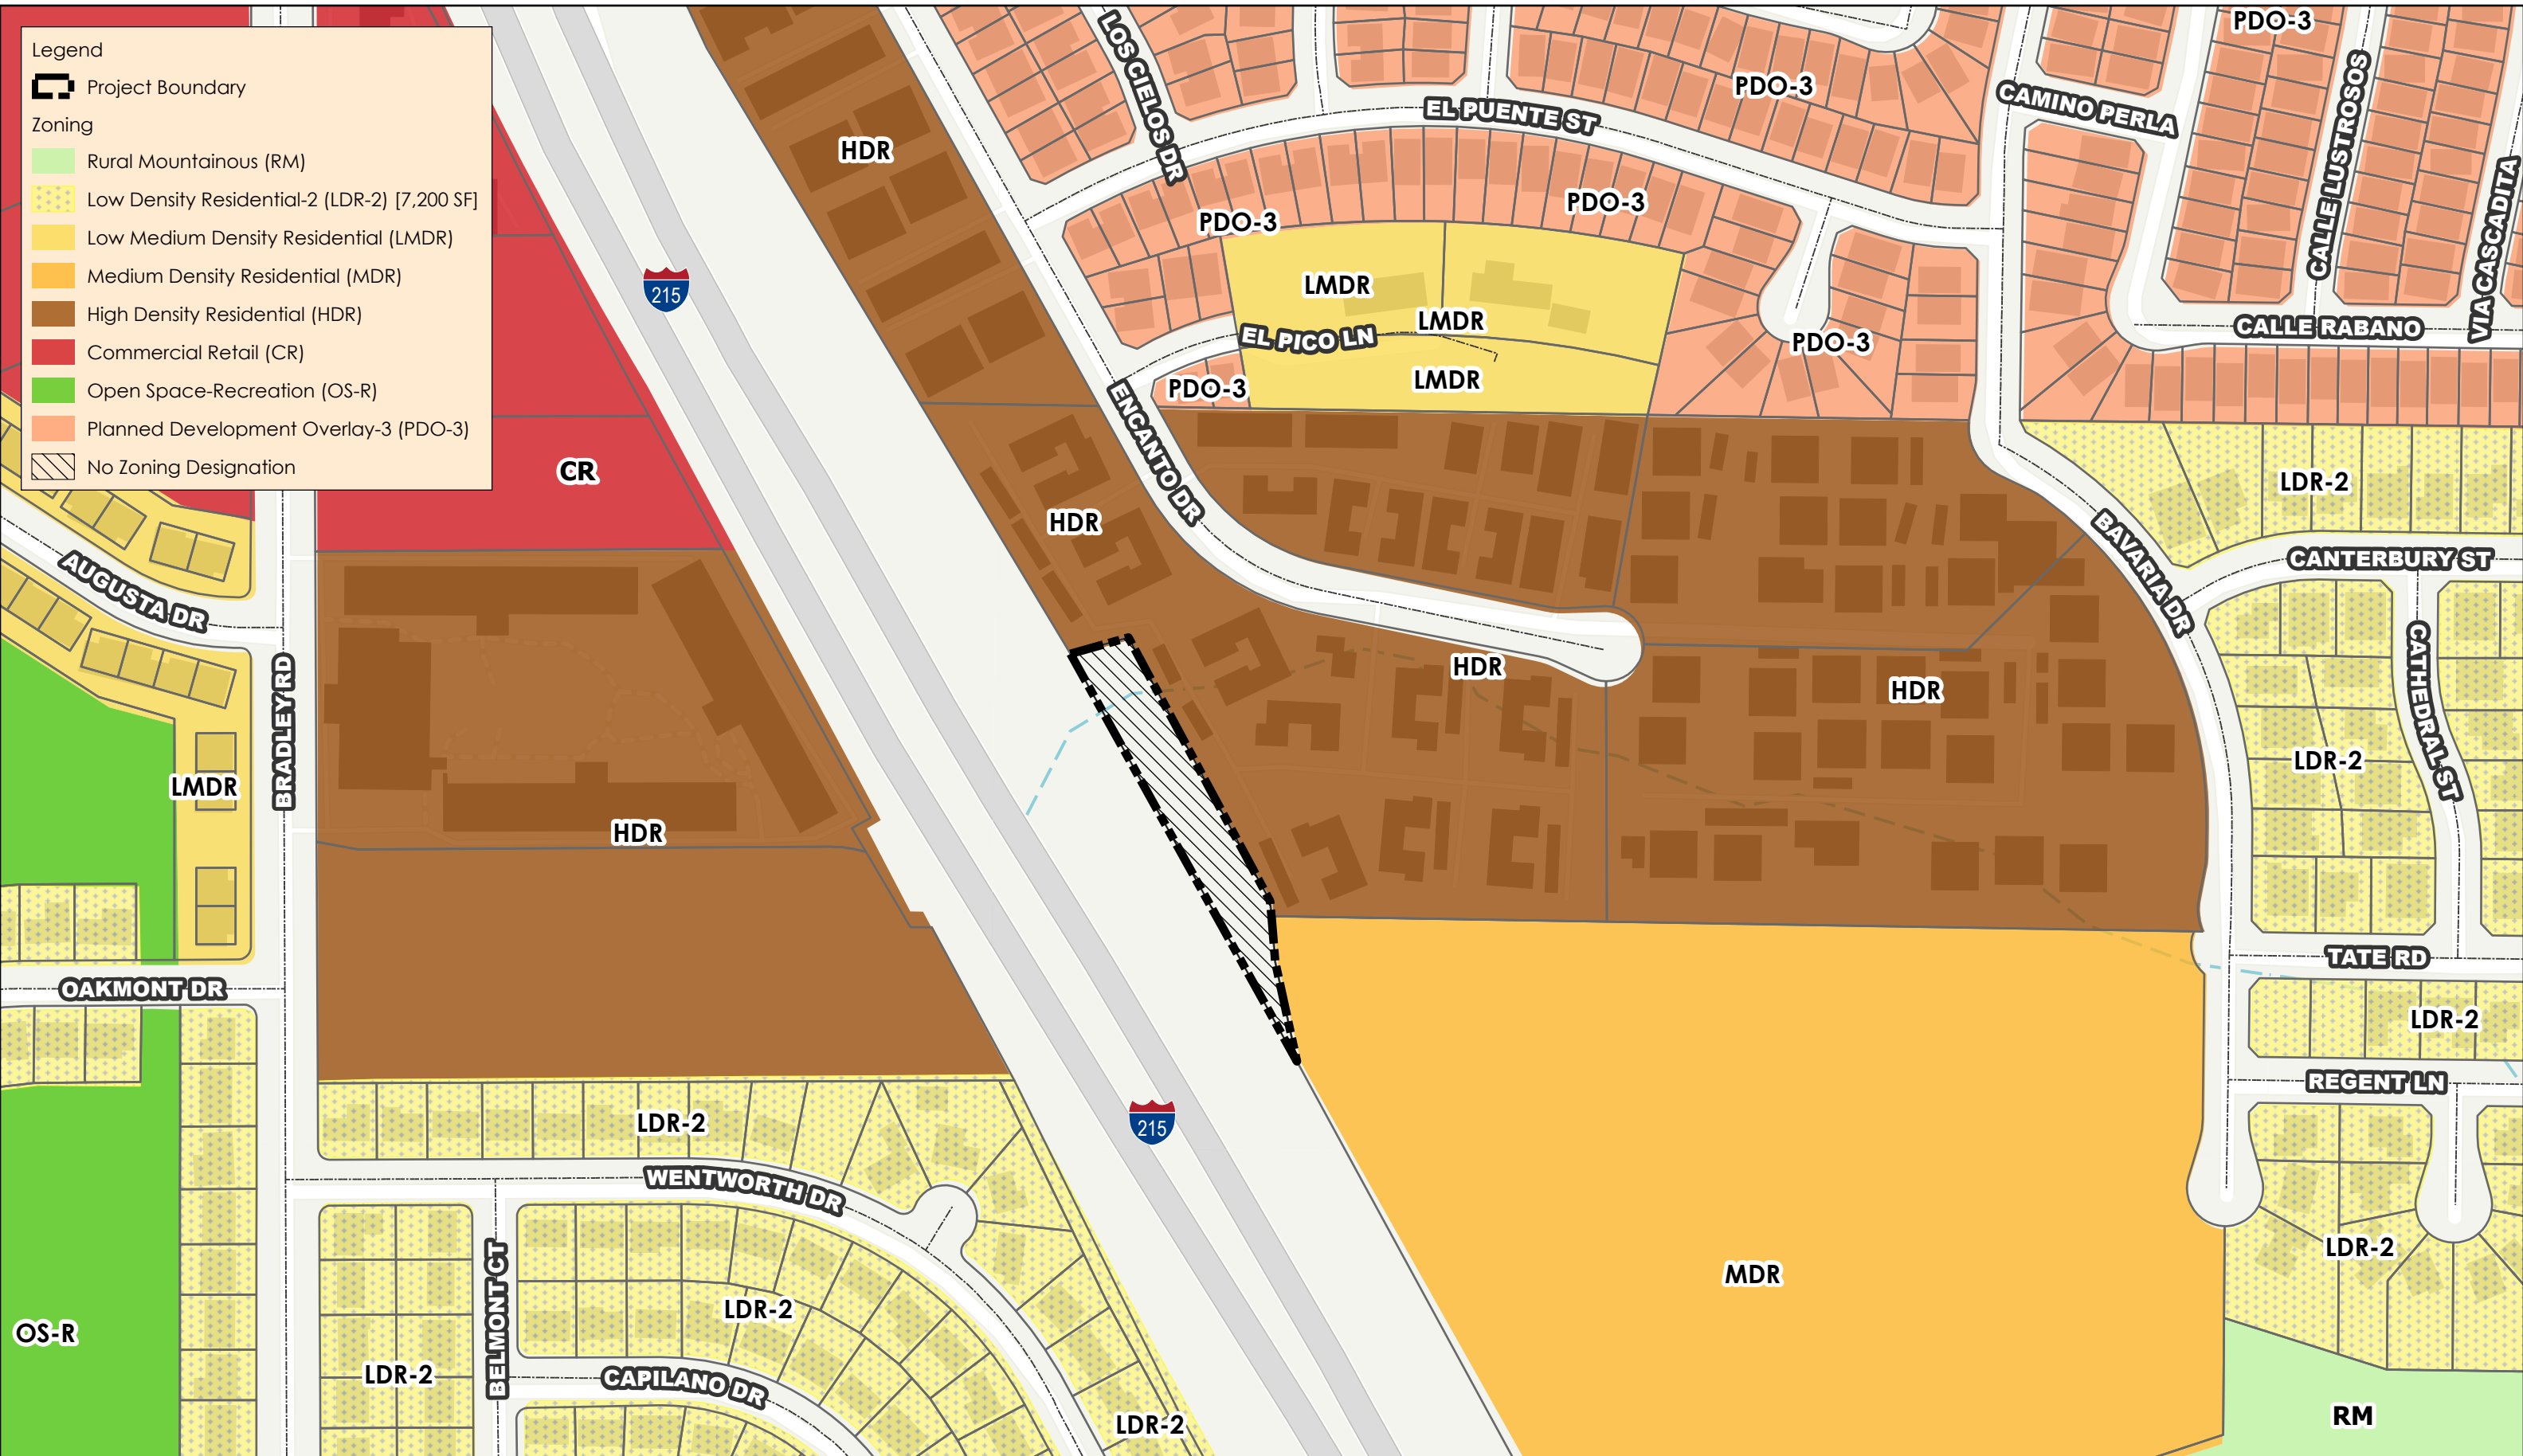 Legend
Project Boundary
Zoning
Rural Mountainous (RM)
Low Density Residential-2 (LDR-2) [7,200 SF]
Low Medium Density Residential (LMDR)
Medium Density Residential (MDR)
High Density Residential (HDR)
Commercial Retail (CR)
Open Space-Recreation (OS-R)
Planned Development Overlay-3 (PDO-3)
No Zoning Designation
PDO-3
LOS CIELOS DR
PDO-3
CAMINO PERLA
CALLE LUSTROSOS
EL PUENTE ST
HDR
VIA CASCADITA
PDO-3
PDO-3
215
LMDR
LMDR
EL PICO LN
CALLE RABANO
PDO-3
LMDR
PDO-3
ENCANTO DR
CR
LDR-2
HDR
BAVARIA DR
CANTERBURY ST
AUGUSTA DR
HDR
HDR
CATHEDRAL ST
BRADLEY RD
LMDR
LDR-2
HDR
TATE RD
OAKMONT DR
LDR-2
REGENT LN
LDR-2
215
WENTWORTH DR
LDR-2
MDR
BELMONT CT
LDR-2
OS-R
LDR-2
CAPILANO DR
LDR-2
RM